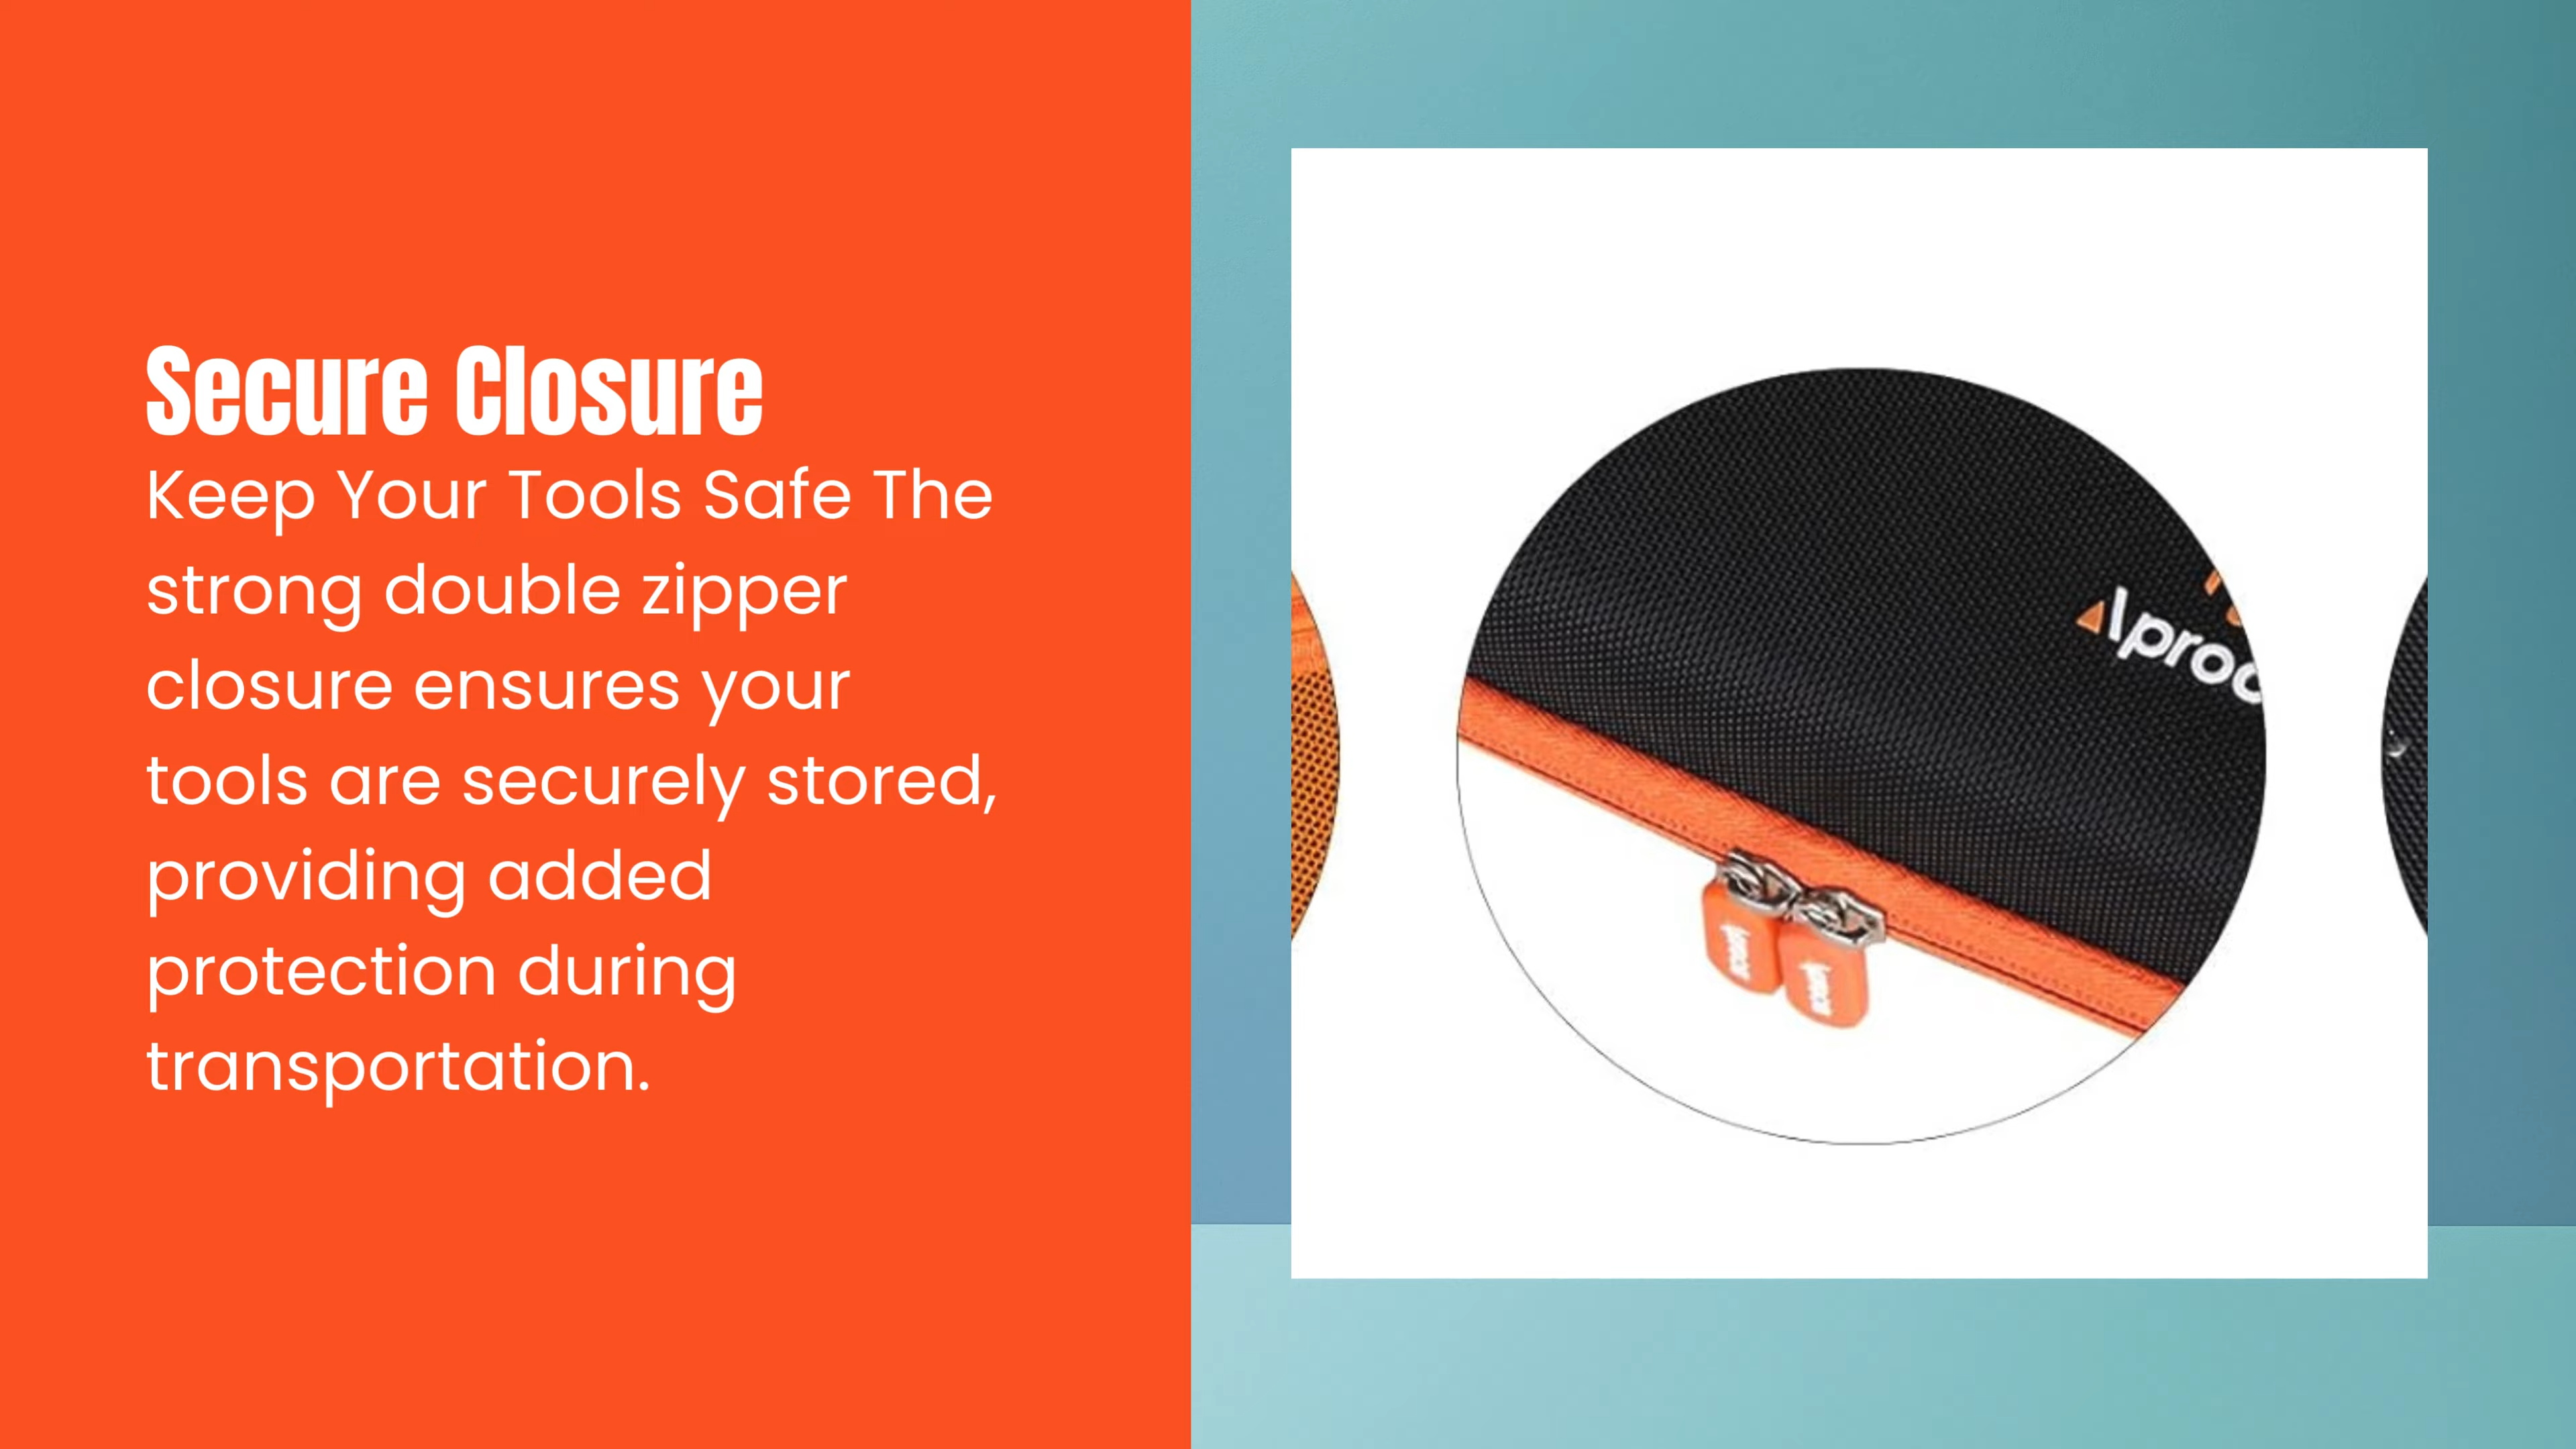 Secure Closure
Keep Your Tools Safe The
strong double zipper
closure ensures your
tools are securely stored,
providing added
protection during
transportation.